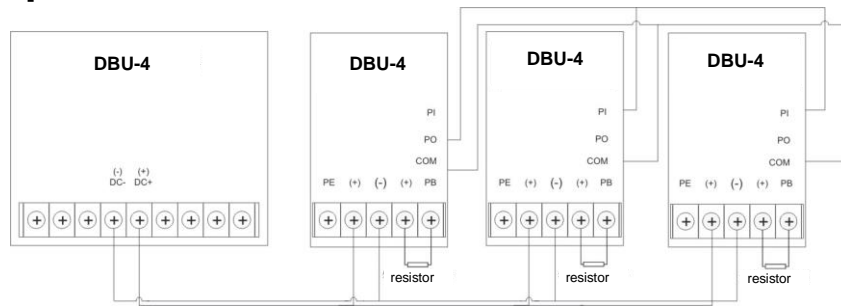 DBU-4
DBU-4
DBU-4
DBU-4
PI
PO
COM
PI
PO
COM
PI
PO
COM
(-) (+)
DC- DC+
PE (+) (-) (+) PB
PE (+) (-) (+) PB
PE (+) (-) (+) PB
resistor
resistor
resistor